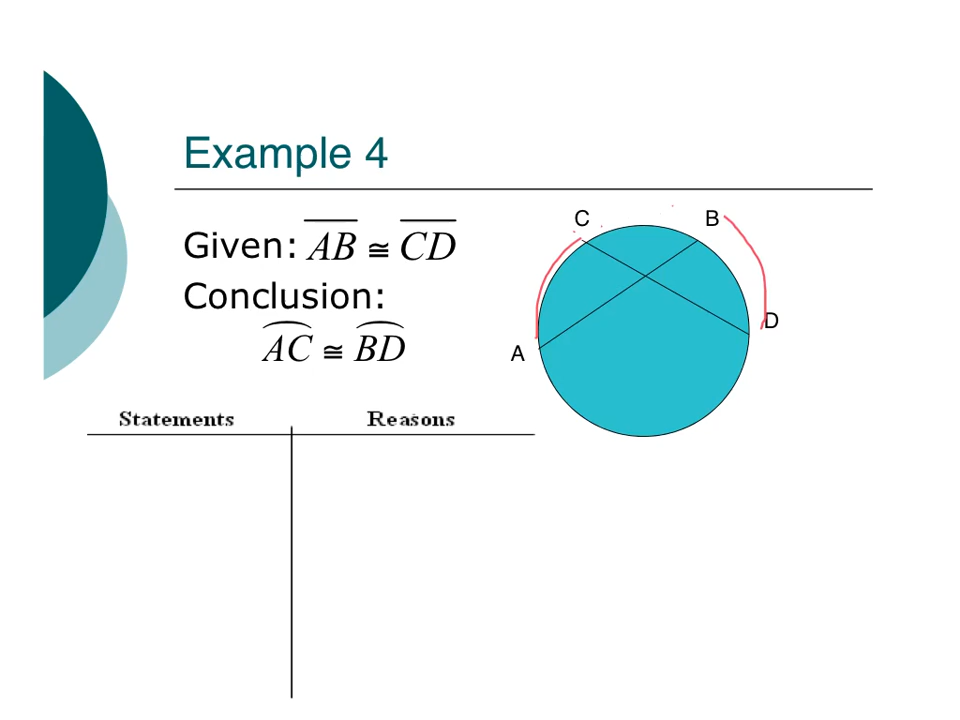 Example 4
Given: AB ≅ CD
Conclusion:
AC ≅ BD
C
B
D
A
Statements Reasons